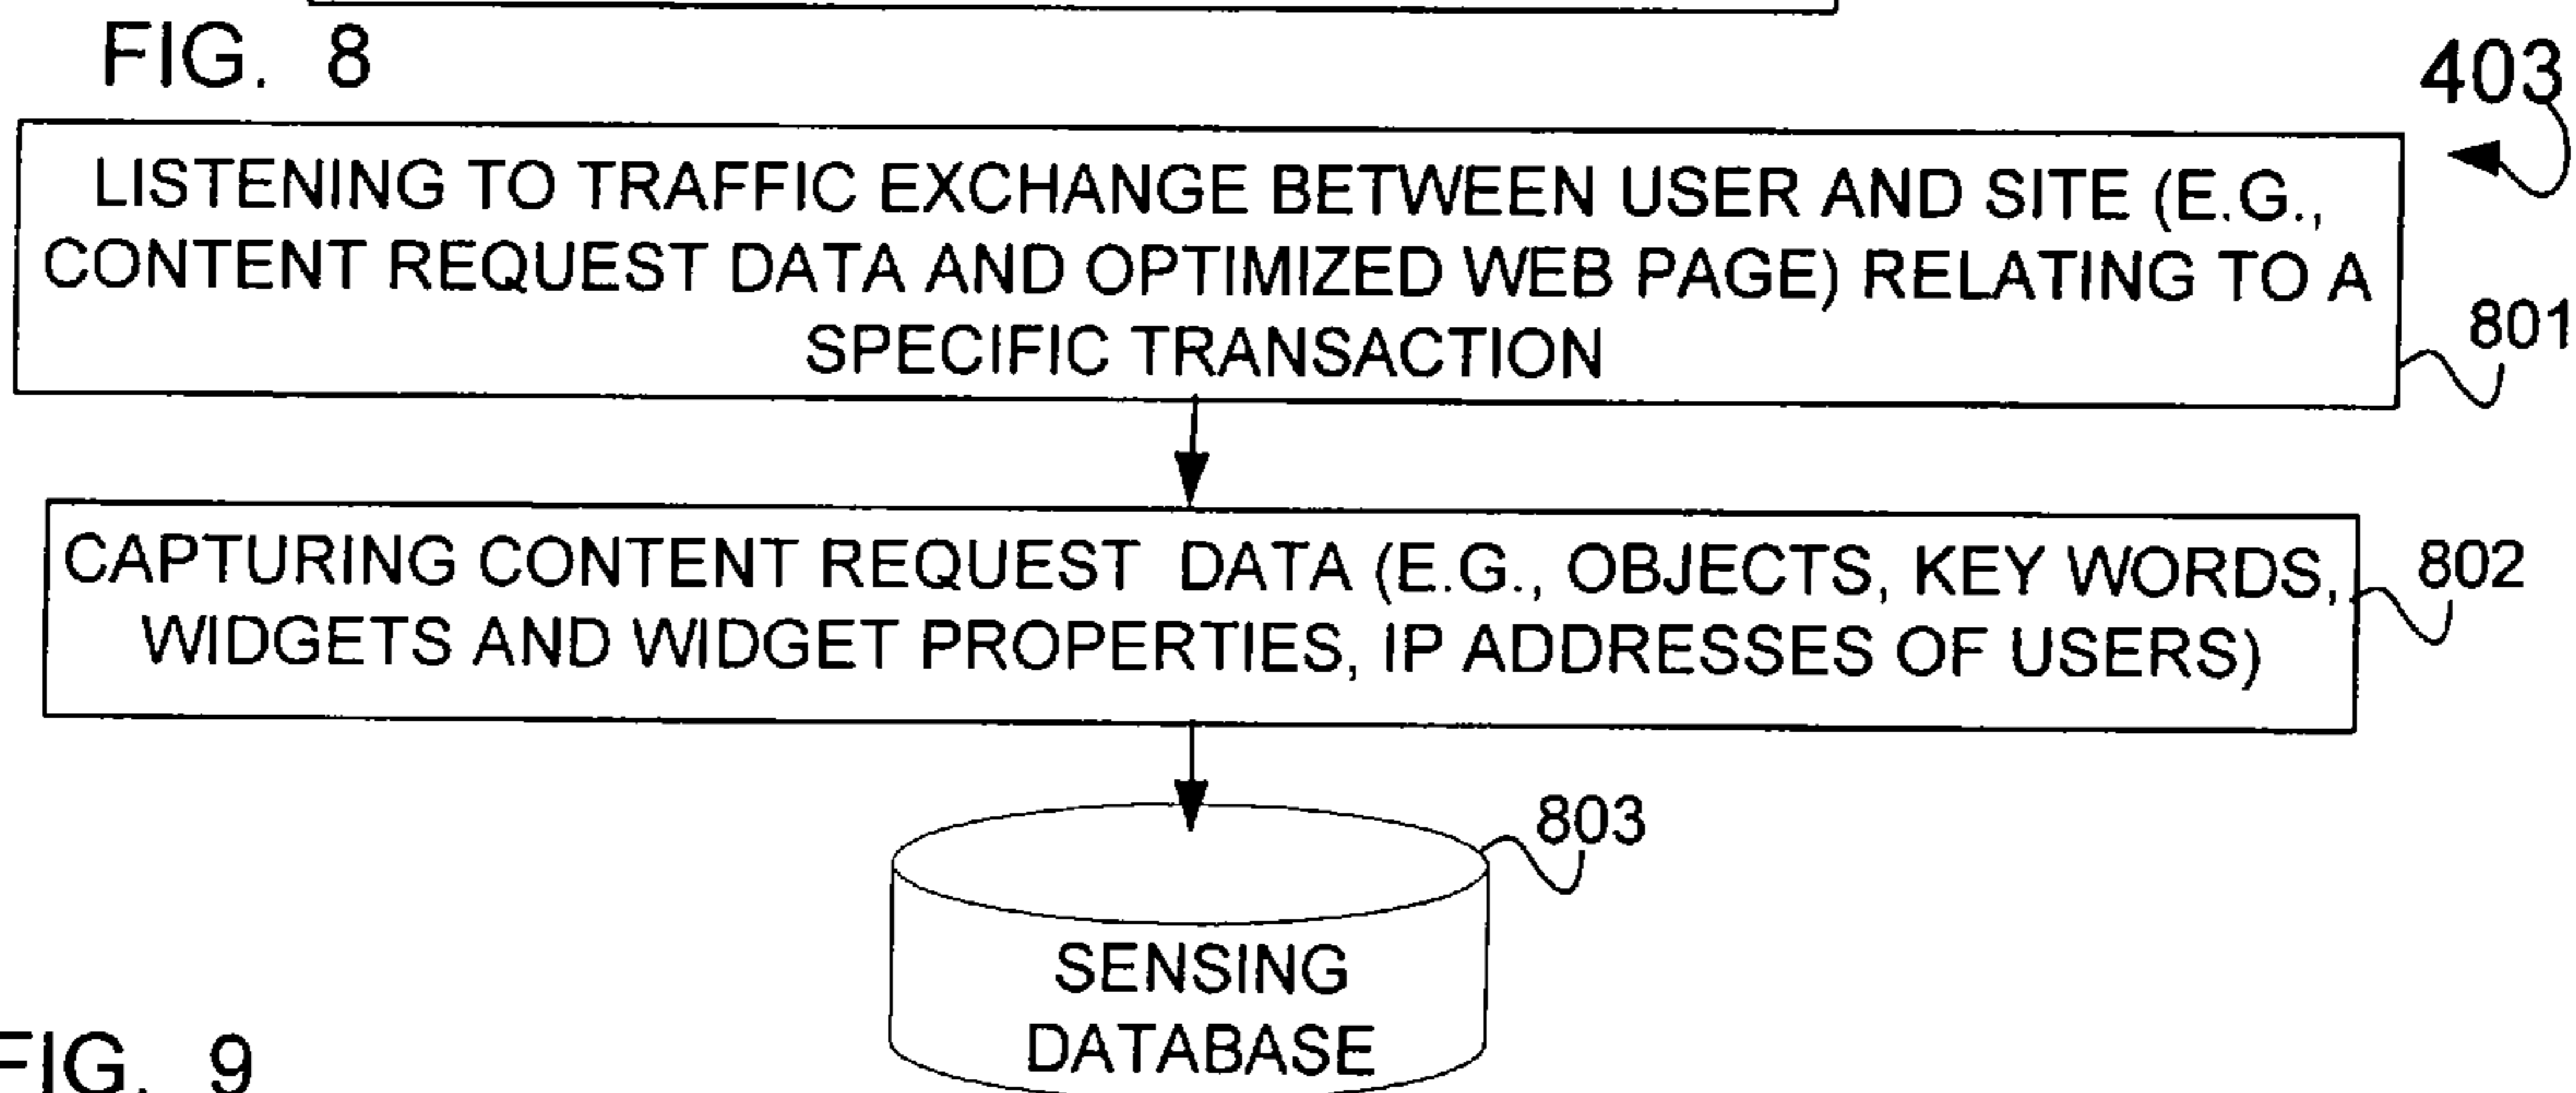 FIG. 8
403
LISTENING TO TRAFFIC EXCHANGE BETWEEN USER AND SITE (E.G.,
CONTENT REQUEST DATA AND OPTIMIZED WEB PAGE) RELATING TO A
SPECIFIC TRANSACTION
801
CAPTURING CONTENT REQUEST DATA (E.G., OBJECTS, KEY WORDS,
WIDGETS AND WIDGET PROPERTIES, IP ADDRESSES OF USERS)
802
803
SENSING
DATABASE
FIG. 9